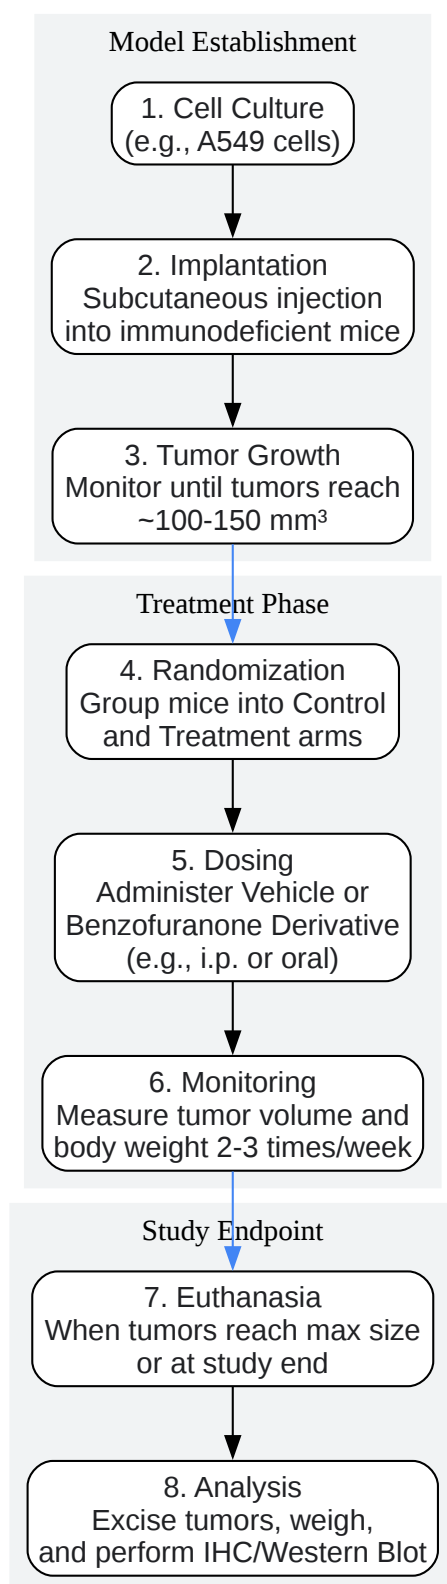 Model Establishment
1. Cell Culture
(e.g., A549 cells)
2. Implantation
Subcutaneous injection
into immunodeficient mice
3. Tumor Growth
Monitor until tumors reach
~100-150 mm³
Treatment Phase
4. Randomization
Group mice into Control
and Treatment arms
5. Dosing
Administer Vehicle or
Benzofuranone Derivative
(e.g., i.p. or oral)
6. Monitoring
Measure tumor volume and
body weight 2-3 times/week
Study Endpoint
7. Euthanasia
When tumors reach max size
or at study end
8. Analysis
Excise tumors, weigh,
and perform IHC/Western Blot